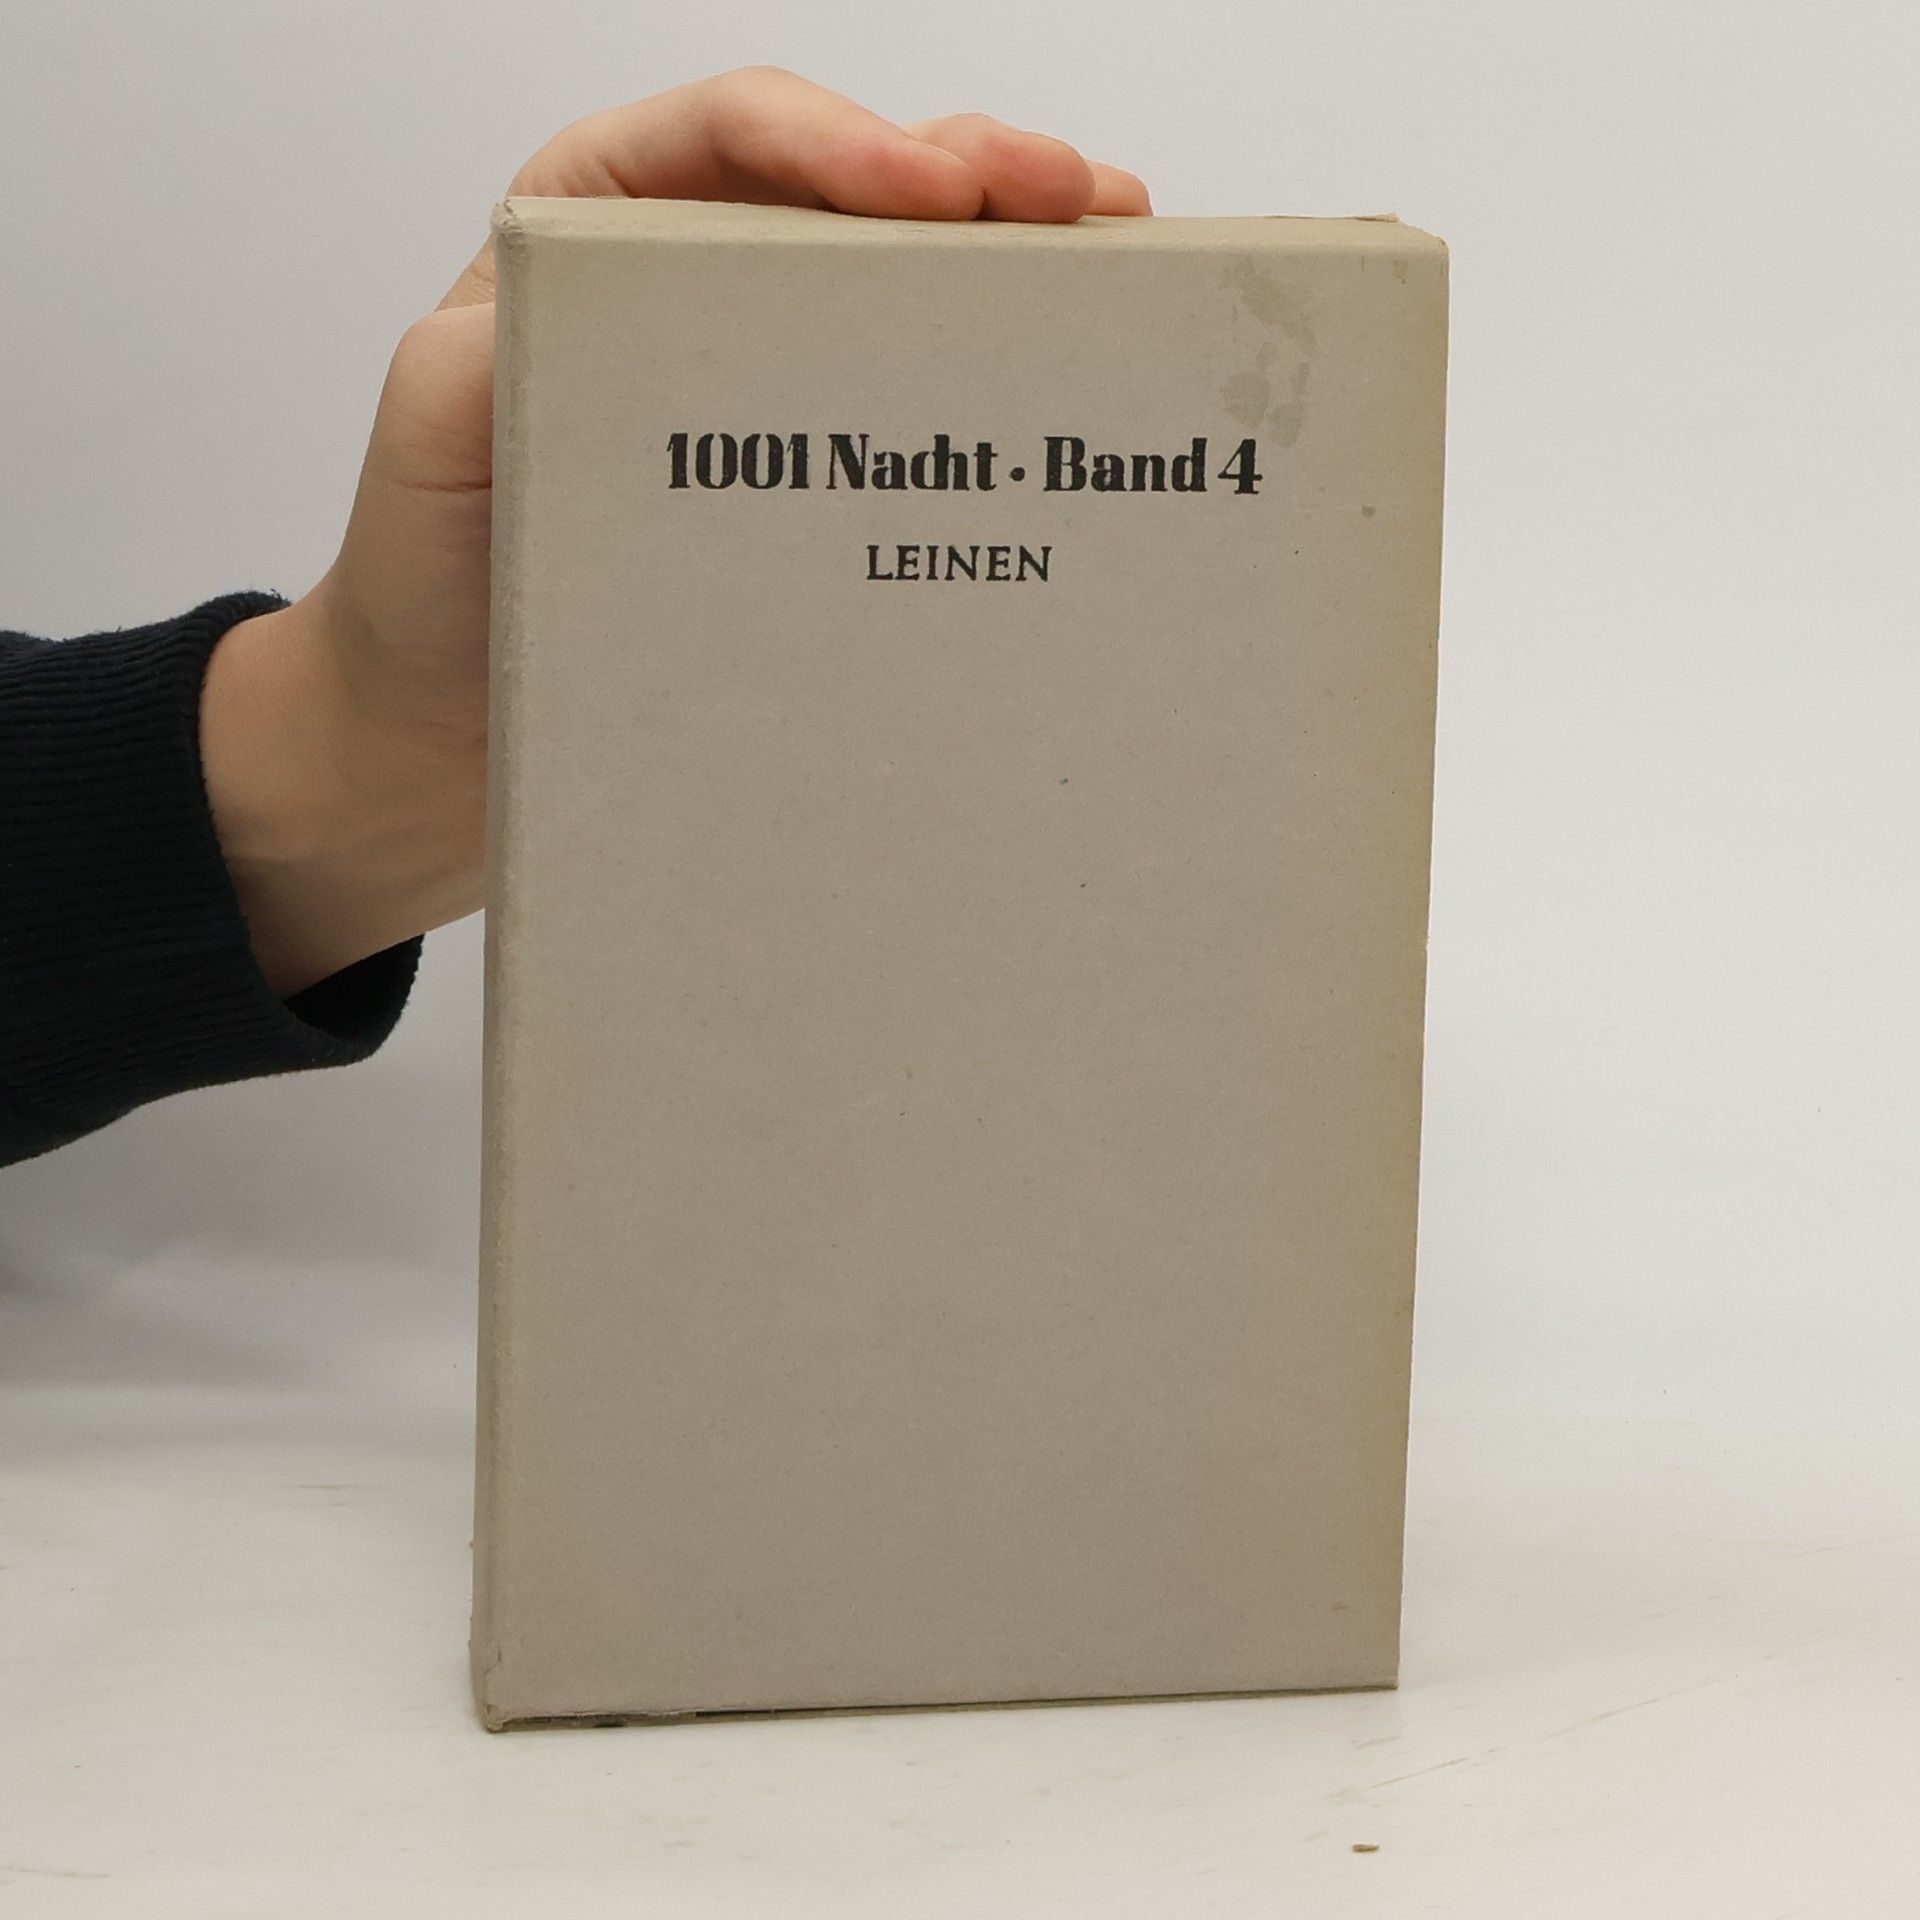 1001 Nacht · Band 4
LEINEN